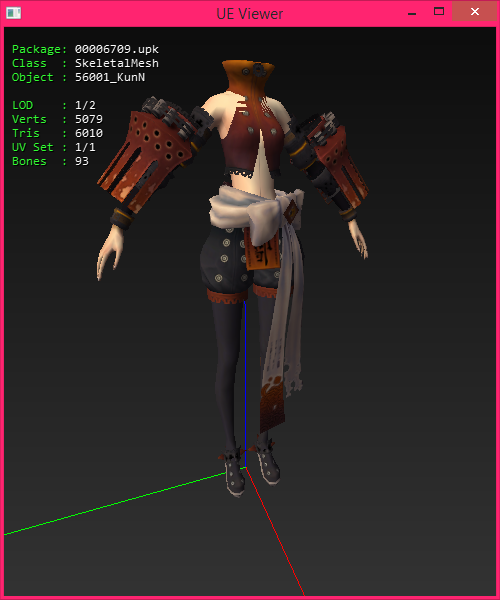 UE Viewer
Package: 00006709.upk
Class : SkeletalMesh
Object : 56001_KunN
LOD : 1/2
Verts : 5079
Tris : 6010
UV Set : 1/1
Bones : 93